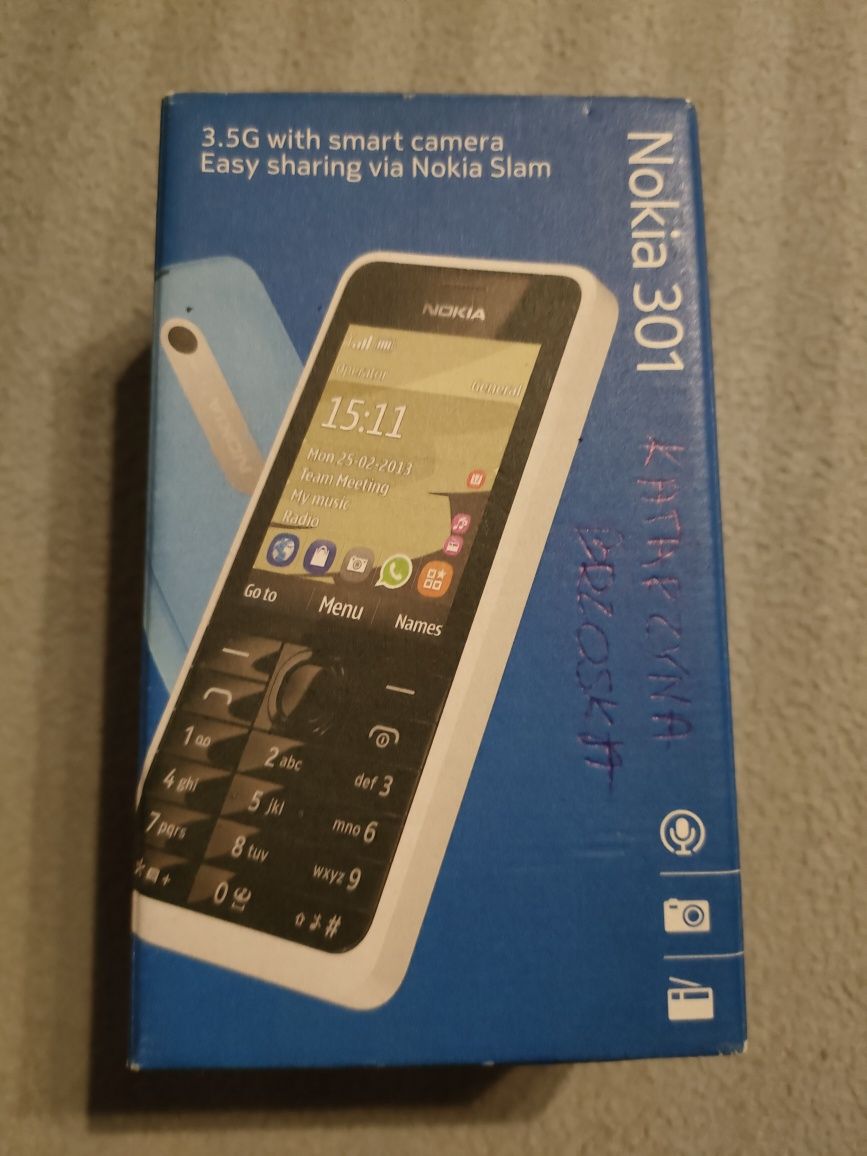 3.5G with smart camera
Easy sharing via Nokia Slam
Nokia 301
KATARZYNA
BRZOSKA
NOKIA
NOKIA
Operator
General
15:11
Mon 25-02-2013
Team Meeting
My music
Radio
Go to
Menu
Names
1
2 abc
def 3
4 ghi
5 jkl
mno 6
7 pqrs
8 tuv
wxyz 9
* +
0
#